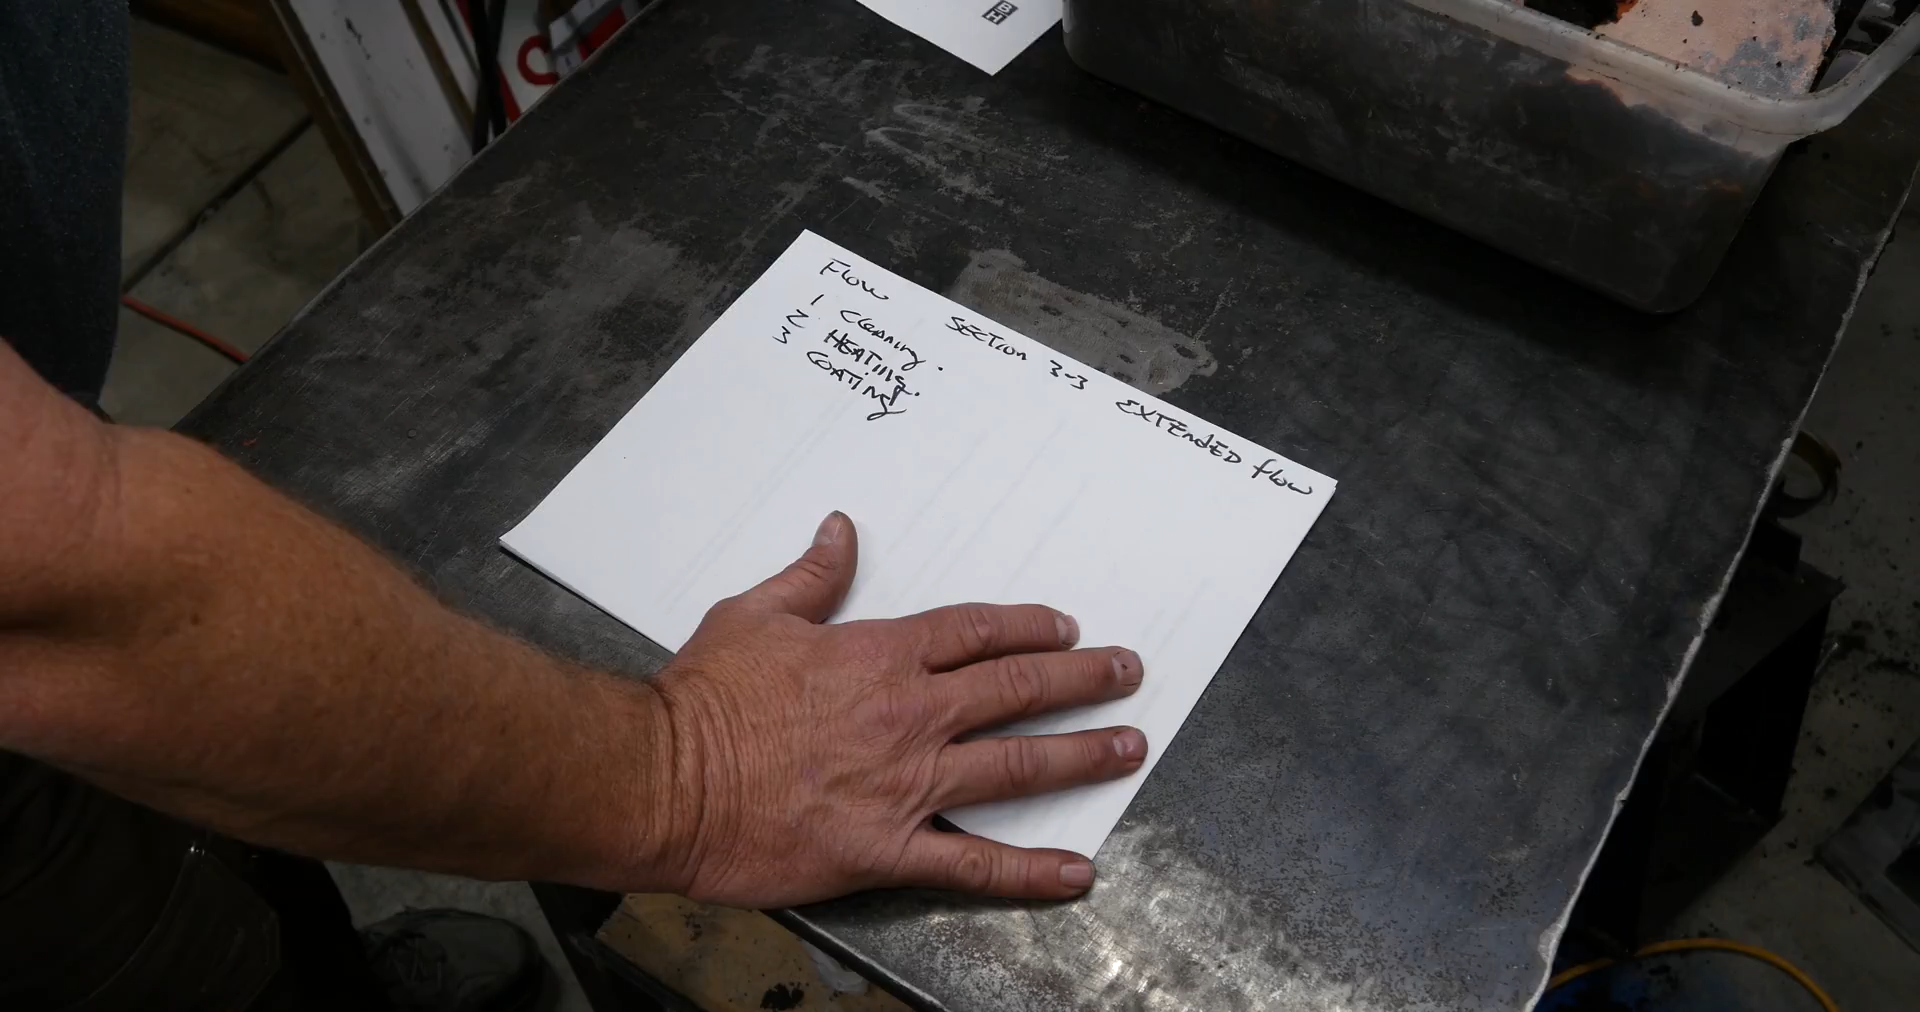 Flow
SECTion 3-3
EXTEndED flow
1 Cleaning.
2. HEATiNg.
3 COATiNg